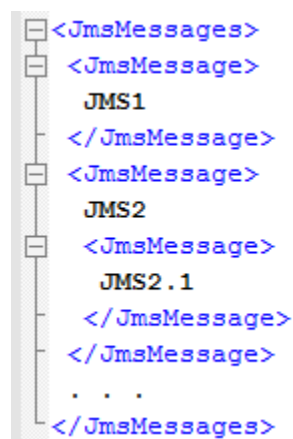 <JmsMessages>
<JmsMessage>
JMS1
</JmsMessage>
<JmsMessage>
JMS2
<JmsMessage>
JMS2.1
</JmsMessage>
</JmsMessage>
. . .
</JmsMessages>